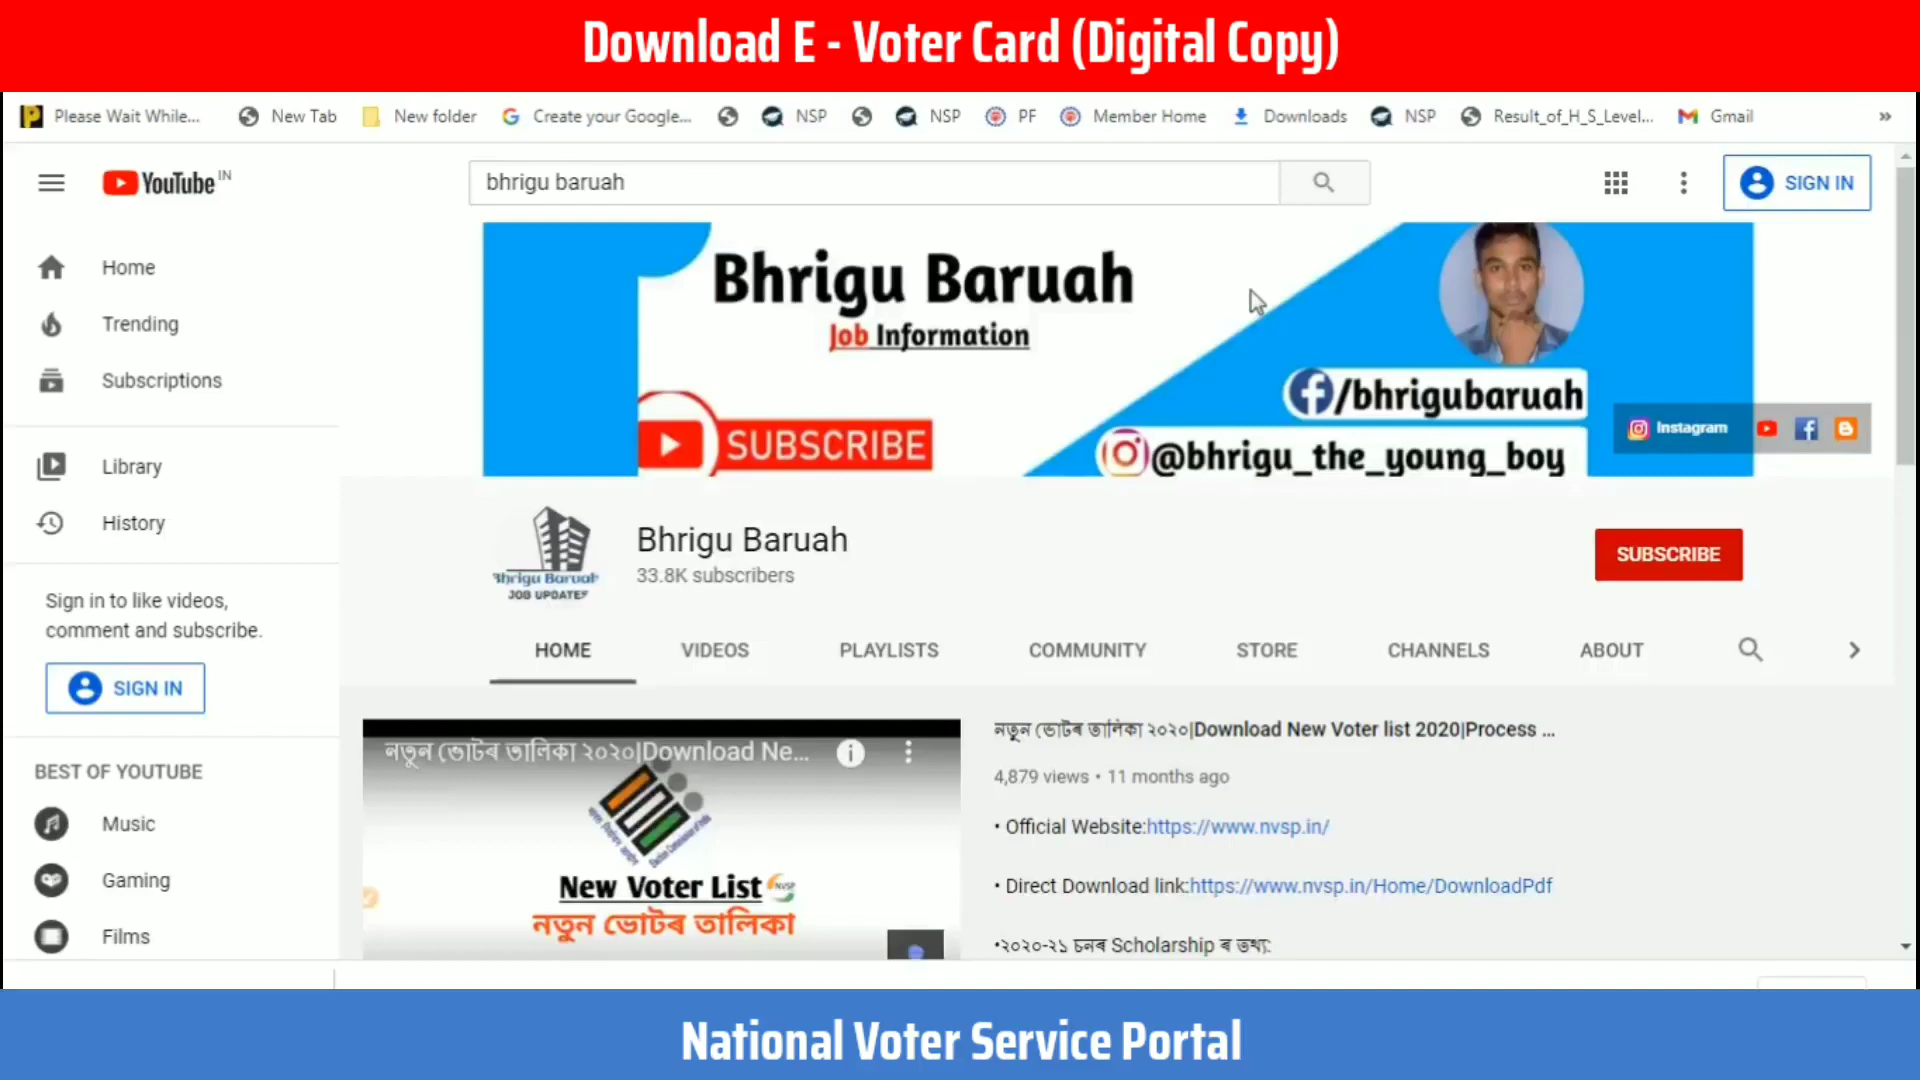 Download E - Voter Card (Digital Copy)
Please Wait While... New Tab New folder Create your Google... NSP NSP PF Member Home Downloads NSP Result_of_H_S_Level... Gmail »
YouTube IN
bhrigu baruah
SIGN IN
Home
Trending
Subscriptions
Library
History
Sign in to like videos,
comment and subscribe.
SIGN IN
BEST OF YOUTUBE
Music
Gaming
Films
Bhrigu Baruah
Job Information
SUBSCRIBE
/bhrigubaruah
@bhrigu_the_young_boy
Instagram
Bhrigu Baruah
JOB UPDATES
Bhrigu Baruah
33.8K subscribers
SUBSCRIBE
HOME VIDEOS PLAYLISTS COMMUNITY STORE CHANNELS ABOUT
নতুন ভোটৰ তালিকা ২০২০|Download Ne...
New Voter List NVSP
নতুন ভোটৰ তালিকা
নতুন ভোটৰ তালিকা ২০২০|Download New Voter list 2020|Process ...
4,879 views • 11 months ago
• Official Website:https://www.nvsp.in/
• Direct Download link:https://www.nvsp.in/Home/DownloadPdf
•২০২০-২১ চনৰ Scholarship ৰ তথ্য:
National Voter Service Portal